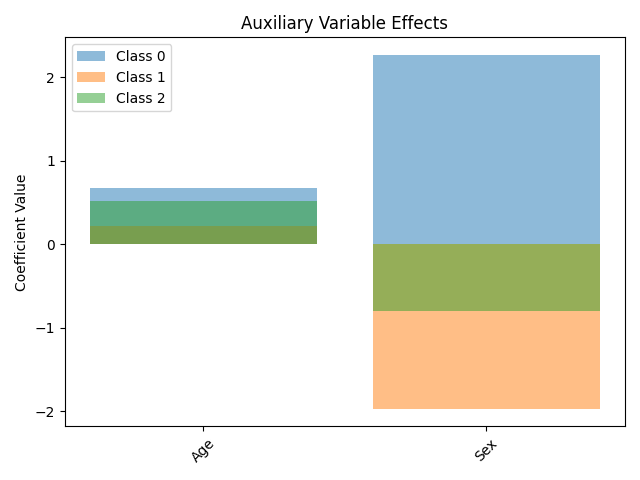 Auxiliary Variable Effects
Class 0
Class 1
Class 2
Coefficient Value
2
1
0
−1
−2
Age
Sex